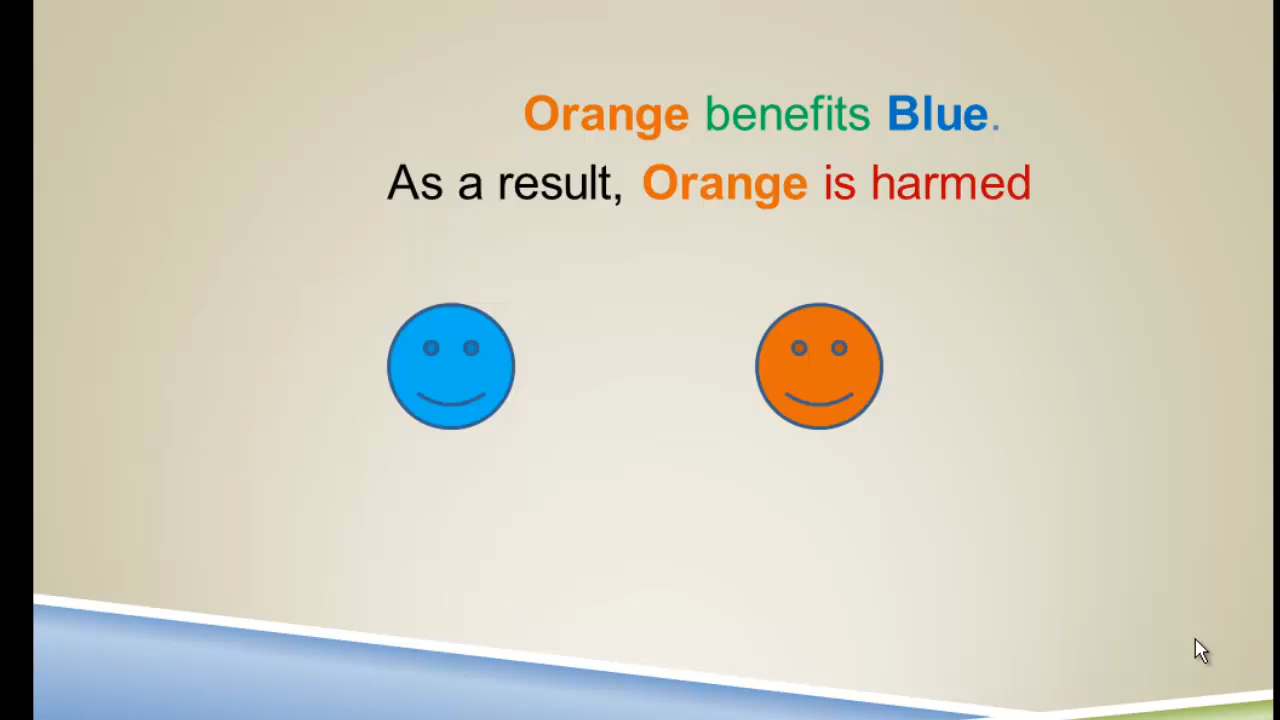 Orange benefits Blue.
As a result, Orange is harmed